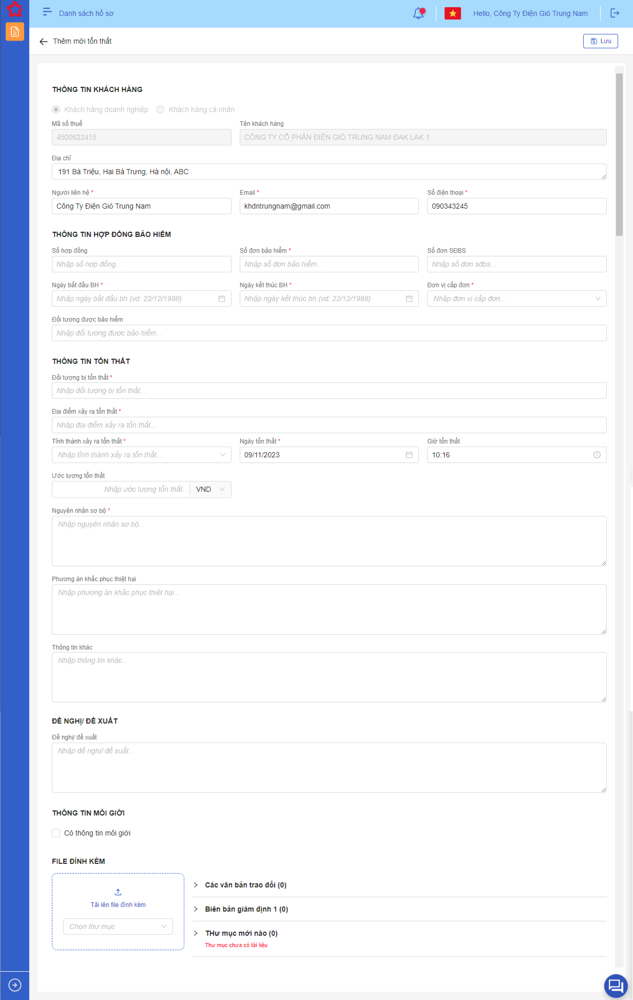 Danh sách hồ sơ
Hello, Công Ty Điện Gió Trung Nam
Thêm mới tổn thất
Lưu
THÔNG TIN KHÁCH HÀNG
Khách hàng doanh nghiệp Khách hàng cá nhân
Mã số thuế Tên khách hàng
4500622415 CÔNG TY CỔ PHẦN ĐIỆN GIÓ TRUNG NAM ĐAK LAK 1
Địa chỉ
191 Bà Triệu, Hai Bà Trưng, Hà nội, ABC
Người liên hệ * Email * Số điện thoại *
Công Ty Điện Gió Trung Nam khdntrungnam@gmail.com 090343245
THÔNG TIN HỢP ĐỒNG BẢO HIỂM
Số hợp đồng Số đơn bảo hiểm * Số đơn SĐBS
Nhập số hợp đồng... Nhập số đơn bảo hiểm... Nhập số đơn sđbs...
Ngày bắt đầu BH * Ngày kết thúc BH * Đơn vị cấp đơn *
Nhập ngày bắt đầu bh (vd: 22/12/1988) Nhập ngày kết thúc bh (vd: 22/12/1988) Nhập đơn vị cấp đơn...
Đối tượng được bảo hiểm
Nhập đối tượng được bảo hiểm...
THÔNG TIN TỔN THẤT
Đối tượng bị tổn thất *
Nhập đối tượng bị tổn thất...
Địa điểm xảy ra tổn thất *
Nhập địa điểm xảy ra tổn thất...
Tỉnh thành xảy ra tổn thất * Ngày tổn thất * Giờ tổn thất
Nhập tỉnh thành xảy ra tổn thất... 09/11/2023 10:16
Ước lượng tổn thất
Nhập ước lượng tổn thất... VND
Nguyên nhân sơ bộ *
Nhập nguyên nhân sơ bộ...
Phương án khắc phục thiệt hại
Nhập phương án khắc phục thiệt hại...
Thông tin khác
Nhập thông tin khác...
ĐỀ NGHỊ/ ĐỀ XUẤT
Đề nghị/ đề xuất
Nhập đề nghị/ đề xuất...
THÔNG TIN MÔI GIỚI
Có thông tin môi giới
FILE ĐÍNH KÈM
Tải lên file đính kèm
Chọn thư mục
Các văn bản trao đổi (0)
Biên bản giám định 1 (0)
THư mục mới nào (0)
Thư mục chưa có tài liệu